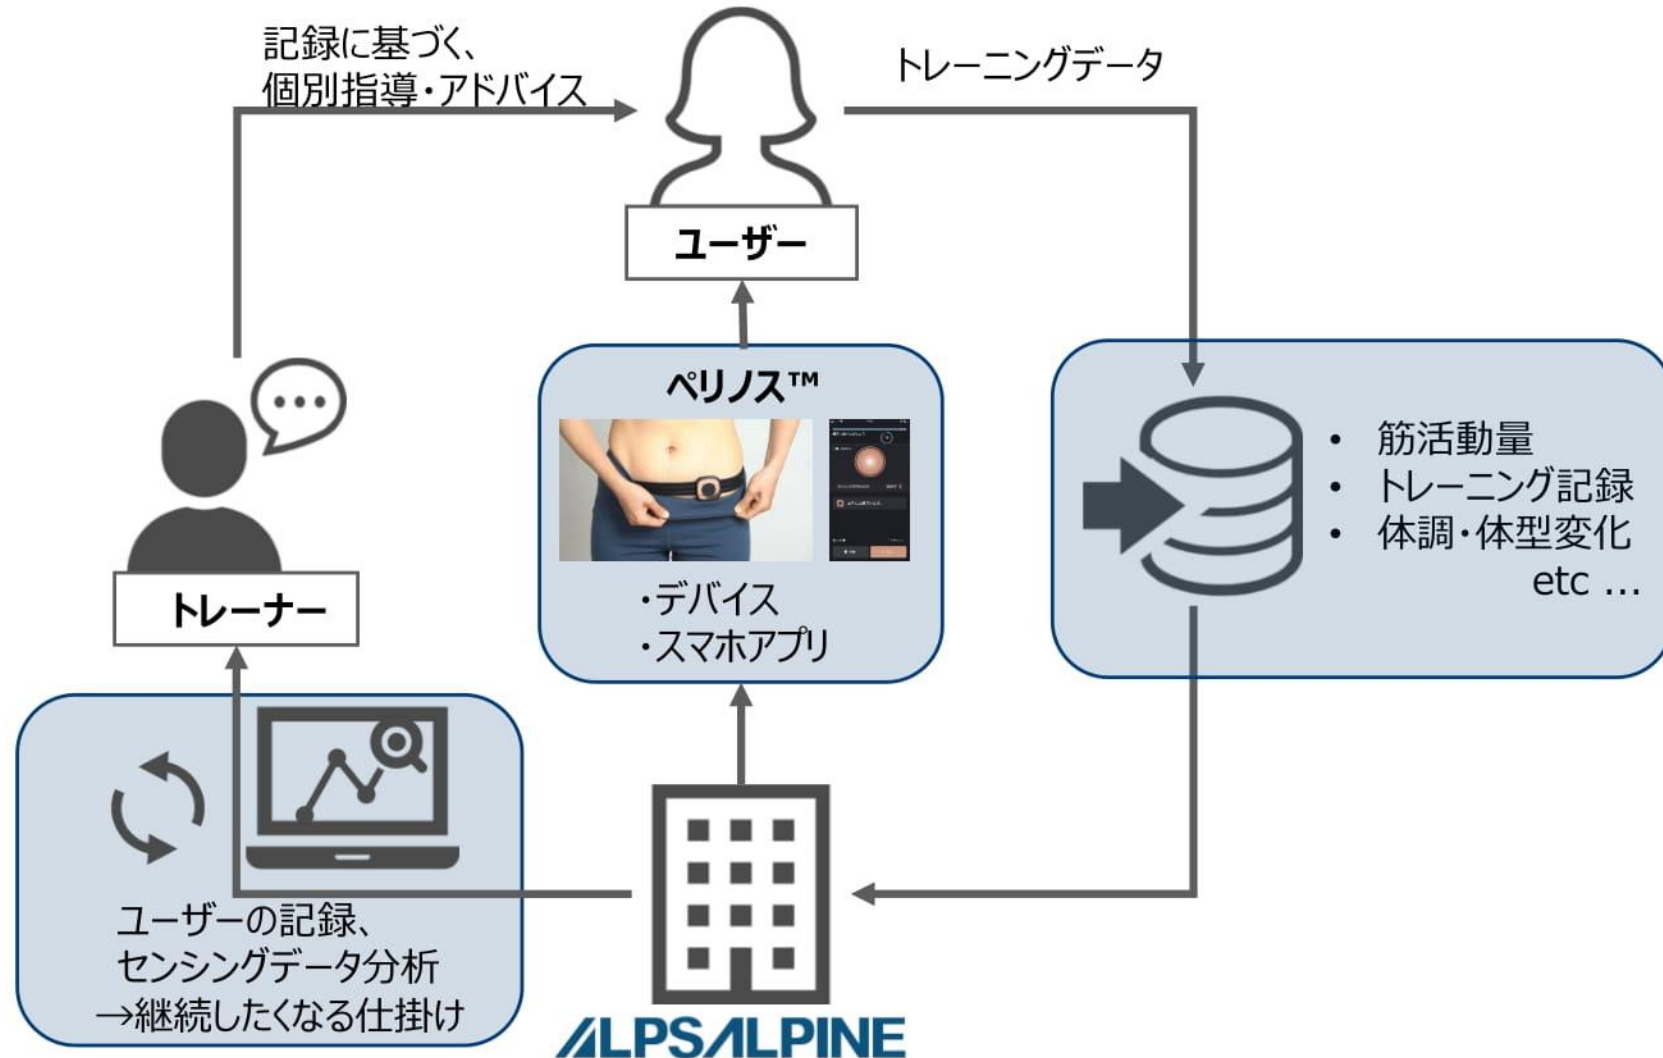 記録に基づく、
個別指導・アドバイス
トレーニングデータ
ユーザー
ペリノス™
・デバイス
・スマホアプリ
• 筋活動量
• トレーニング記録
• 体調・体型変化
etc …
トレーナー
ユーザーの記録、
センシングデータ分析
→継続したくなる仕掛け
ALPSALPINE